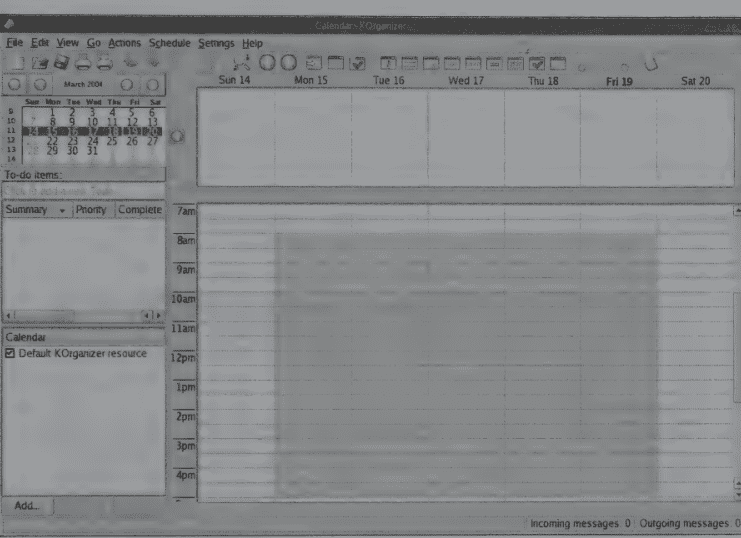 Calendar - KOrganizer
File Edit View Go Actions Schedule Settings Help
March 2004
Sun 14 Mon 15 Tue 16 Wed 17 Thu 18 Fri 19 Sat 20
Sun Mon Tue Wed Thu Fri Sat
9 1 2 3 4 5 6
10 7 8 9 10 11 12 13
11 14 15 16 17 18 19 20
12 22 23 24 25 26 27
13 28 29 30 31
14
To-do items:
Summary Priority Complete
7am
8am
9am
10am
11am
12pm
1pm
2pm
3pm
4pm
Calendar
Default KOrganizer resource
Add...
Incoming messages: 0 Outgoing messages: 0